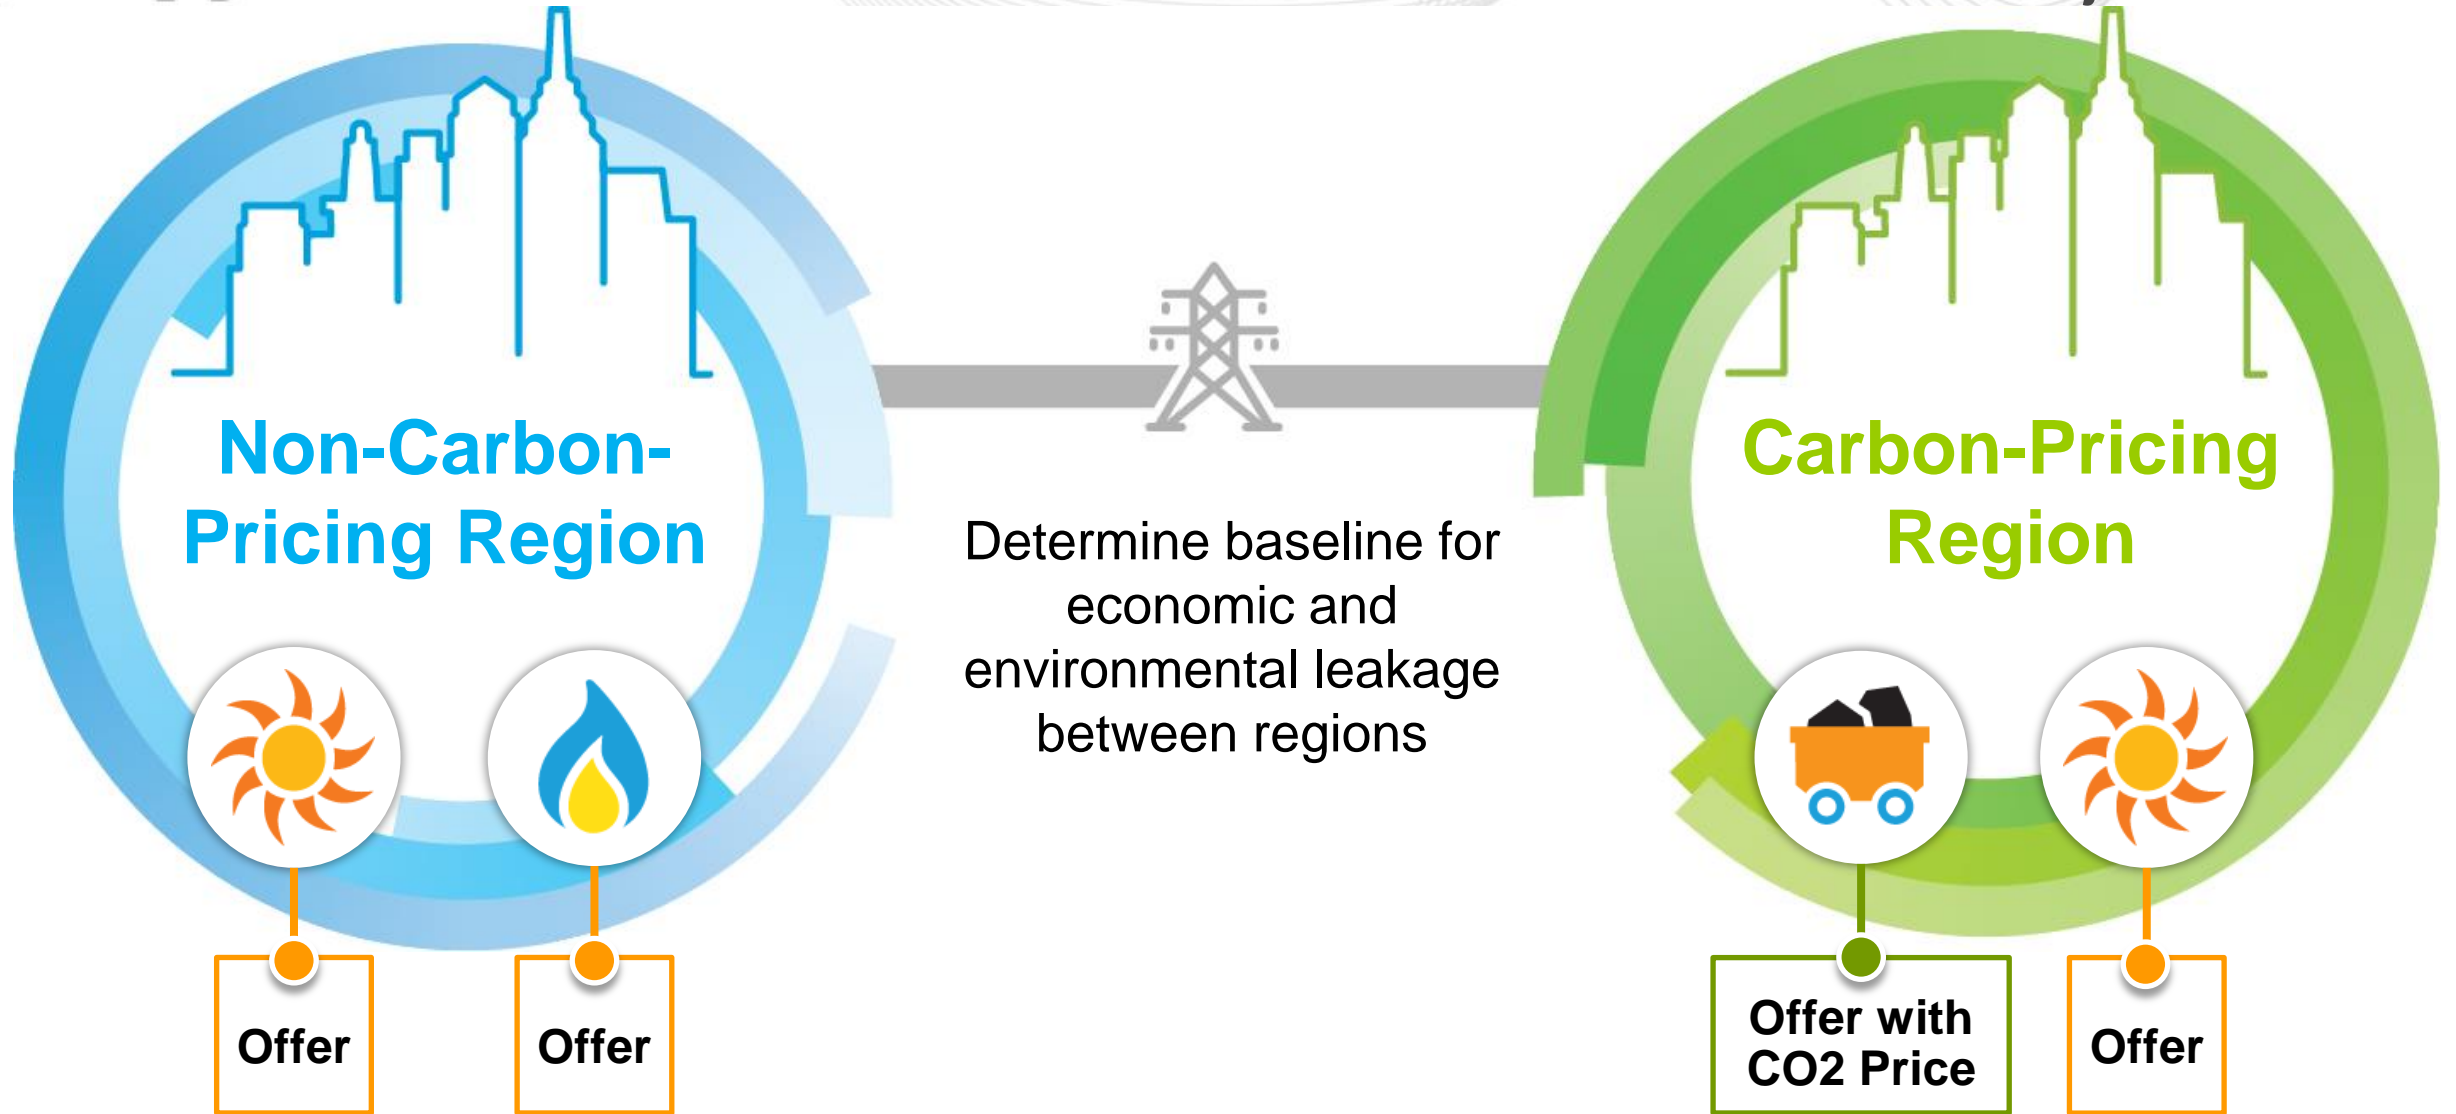 Non-Carbon-
Pricing Region
Determine baseline for
economic and
environmental leakage
between regions
Carbon-Pricing
Region
Offer
Offer
Offer with
CO2 Price
Offer